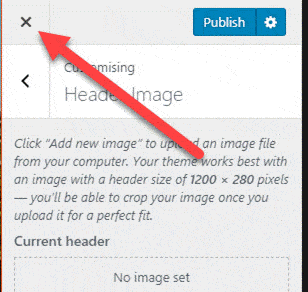 Publish
Customising
Header Image
Click "Add new image" to upload an image file
from your computer. Your theme works best with
an image with a header size of 1200 × 280 pixels
— you'll be able to crop your image once you
upload it for a perfect fit.
Current header
No image set